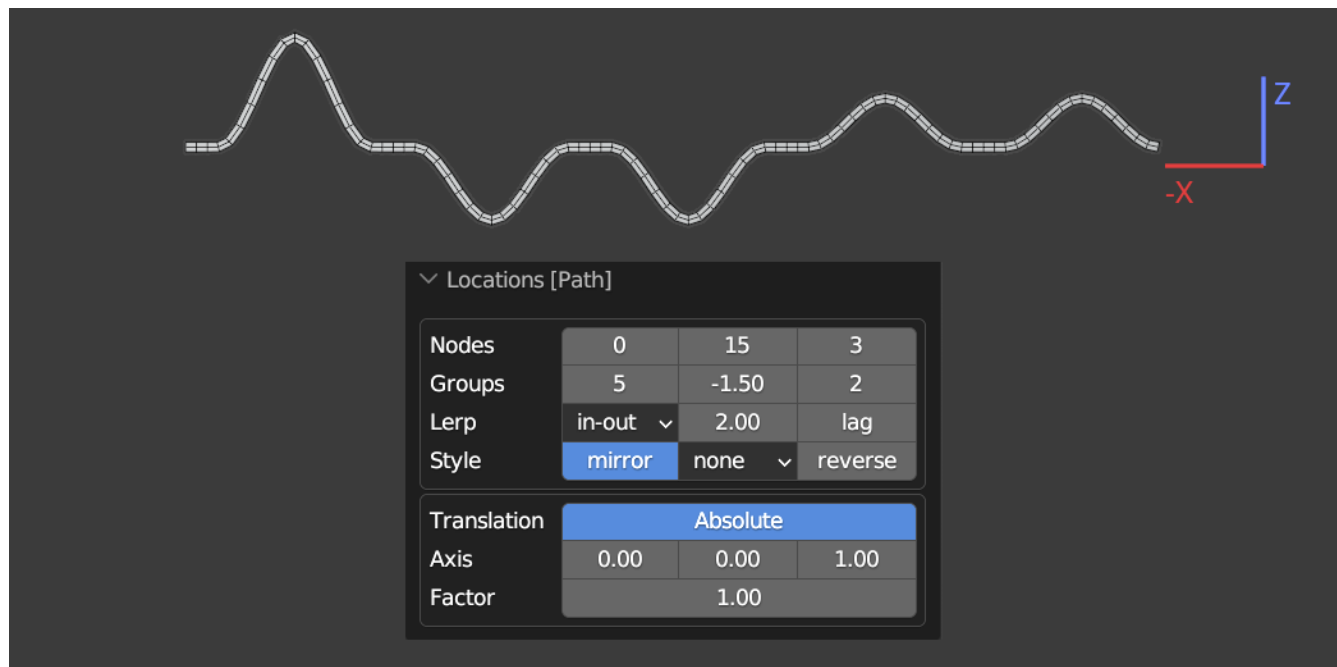 Z
-X
Locations [Path]
Nodes 0 15 3
Groups 5 -1.50 2
Lerp in-out 2.00 lag
Style mirror none reverse
Translation Absolute
Axis 0.00 0.00 1.00
Factor 1.00